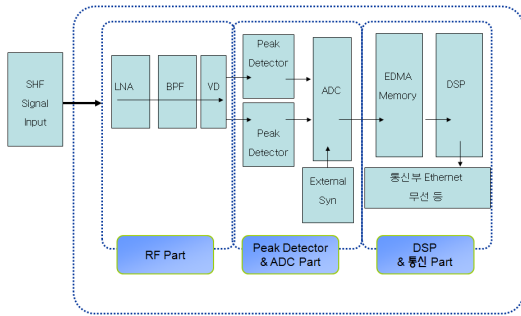 SHF
Signal
Input
LNA
BPF
VD
Peak
Detector
Peak
Detector
ADC
External
Syn
EDMA
Memory
DSP
통신부 Ethernet
무선 등
RF Part
Peak Detector
& ADC Part
DSP
& 통신 Part